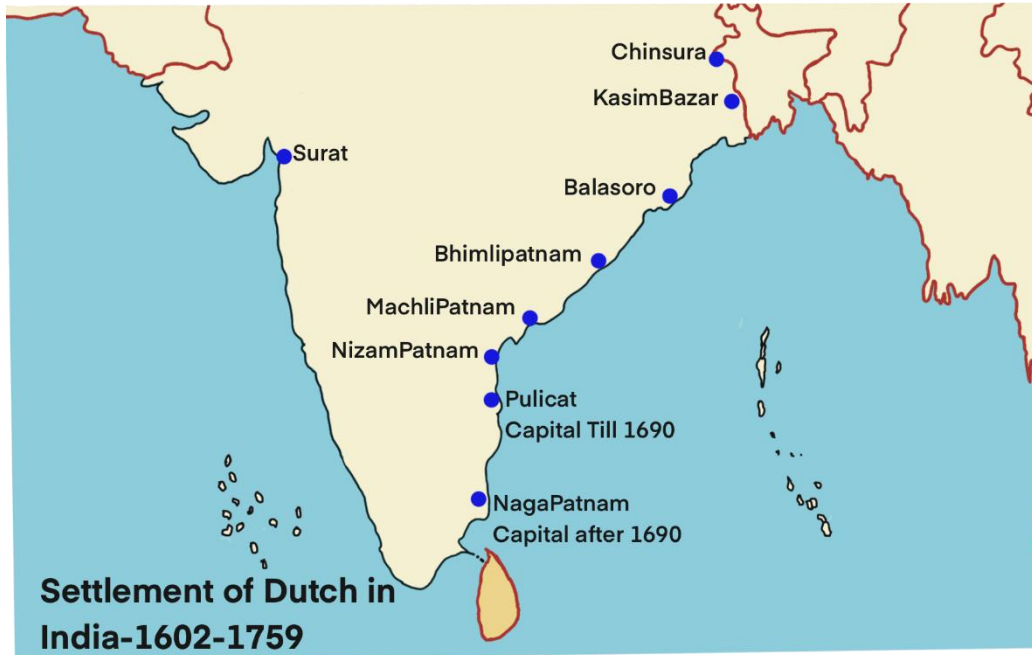 Chinsura
KasimBazar
Surat
Balasoro
Bhimlipatnam
MachliPatnam
NizamPatnam
Pulicat
Capital Till 1690
NagaPatnam
Capital after 1690
Settlement of Dutch in
India-1602-1759